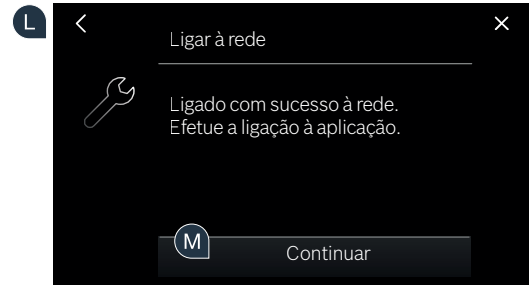 L
Ligar à rede
Ligado com sucesso à rede.
Efetue a ligação à aplicação.
M
Continuar